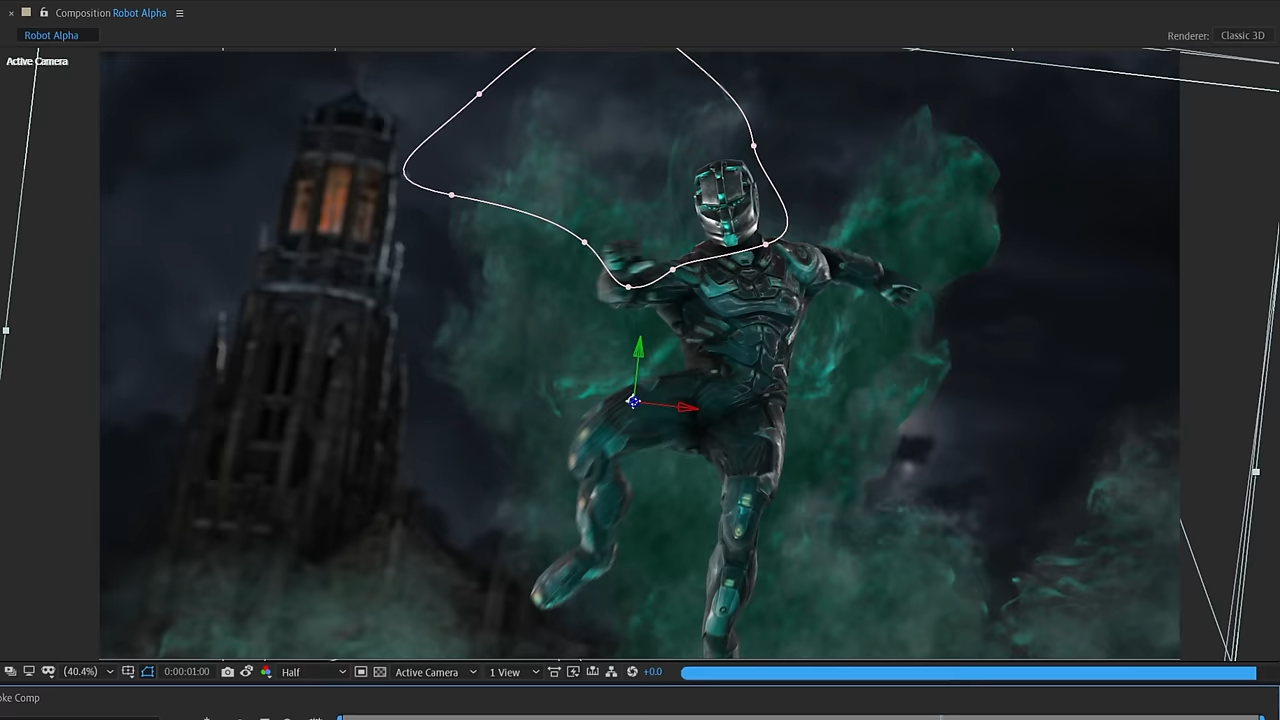 Composition Robot Alpha
Robot Alpha
Renderer: Classic 3D
Active Camera
(40.4%) 0:00:01:00 Half Active Camera 1 View +0.0
oke Comp